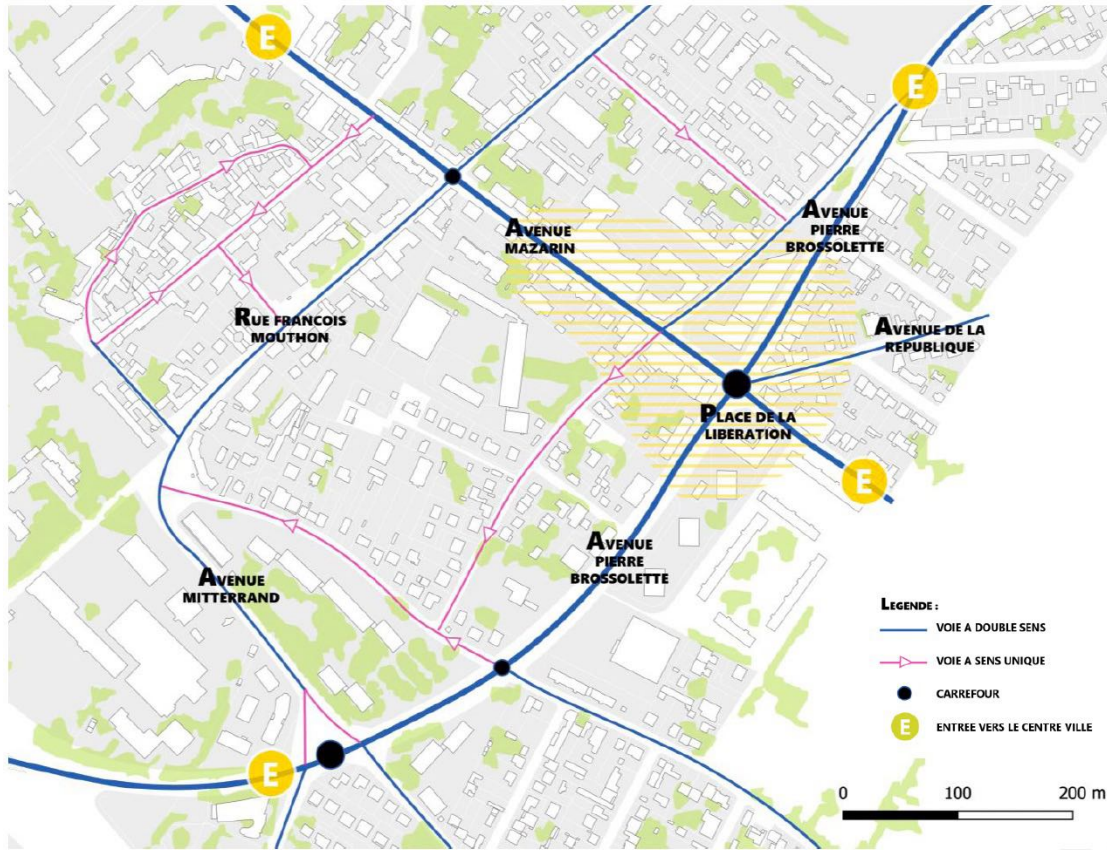 E
E
AVENUE
MAZARIN
AVENUE
PIERRE
BROSSOLETTE
RUE FRANCOIS
MOUTHON
AVENUE DE LA
REPUBLIQUE
PLACE DE LA
LIBERATION
E
AVENUE
PIERRE
BROSSOLETTE
AVENUE
MITTERRAND
E
LEGENDE :
VOIE A DOUBLE SENS
VOIE A SENS UNIQUE
CARREFOUR
E ENTREE VERS LE CENTRE VILLE
0 100 200 m